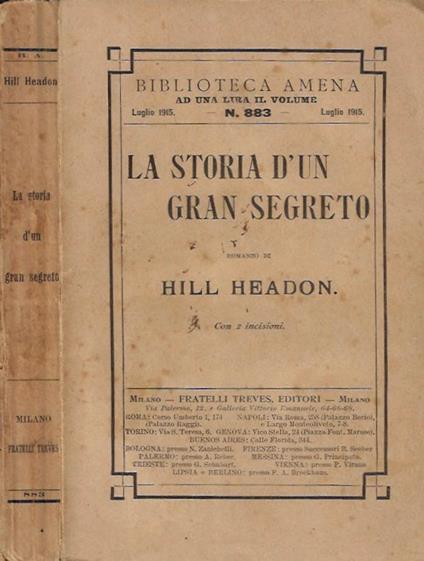 B. A.
Hill Headon
La storia
d'un
gran segreto
MILANO
FRATELLI TREVES
883
BIBLIOTECA AMENA
AD UNA LIRA IL VOLUME
Luglio 1915. — N. 883 — Luglio 1915.
LA STORIA D'UN
GRAN SEGRETO
ROMANZO DI
HILL HEADON.
Con 2 incisioni.
MILANO — FRATELLI TREVES, EDITORI — MILANO
Via Palermo, 12, e Galleria Vittorio Emanuele, 64-66-68.
ROMA: Corso Umberto I, 174 NAPOLI: Via Roma, 258 (Palazzo Berio),
(Palazzo Raggi). e Largo Monteoliveto, 7-8.
TORINO: Via S. Teresa, 6. GENOVA: Vico Stella, 24 (Piazza Font. Marose).
BUENOS AIRES: Calle Florida, 344.
BOLOGNA: presso N. Zanichelli. FIRENZE: presso Successori B. Seeber
PALERMO: presso A. Reber. MESSINA: presso G. Principato.
TRIESTE: presso G. Schubart. VIENNA: presso P. Virano
LIPSIA e BERLINO: presso F. A. Brockhaus.